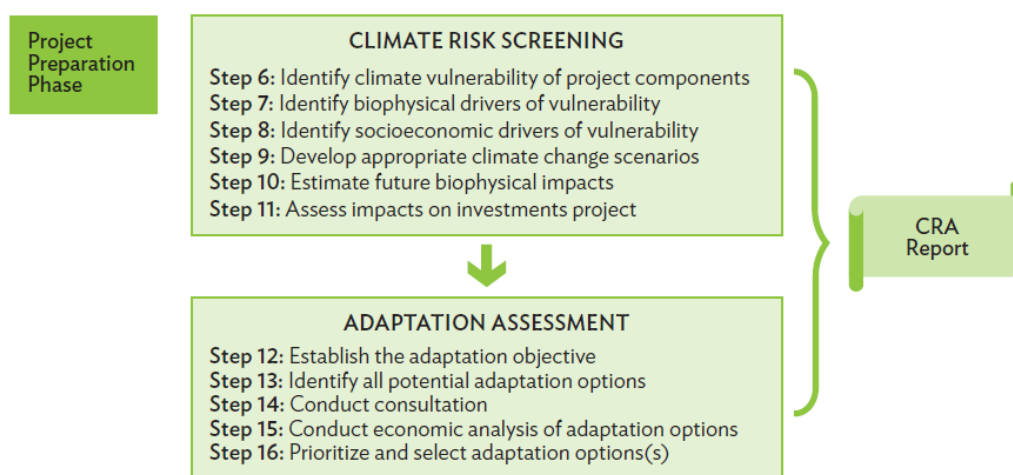 Project
Preparation
Phase
CLIMATE RISK SCREENING
Step 6: Identify climate vulnerability of project components
Step 7: Identify biophysical drivers of vulnerability
Step 8: Identify socioeconomic drivers of vulnerability
Step 9: Develop appropriate climate change scenarios
Step 10: Estimate future biophysical impacts
Step 11: Assess impacts on investments project
CRA
Report
ADAPTATION ASSESSMENT
Step 12: Establish the adaptation objective
Step 13: Identify all potential adaptation options
Step 14: Conduct consultation
Step 15: Conduct economic analysis of adaptation options
Step 16: Prioritize and select adaptation options(s)